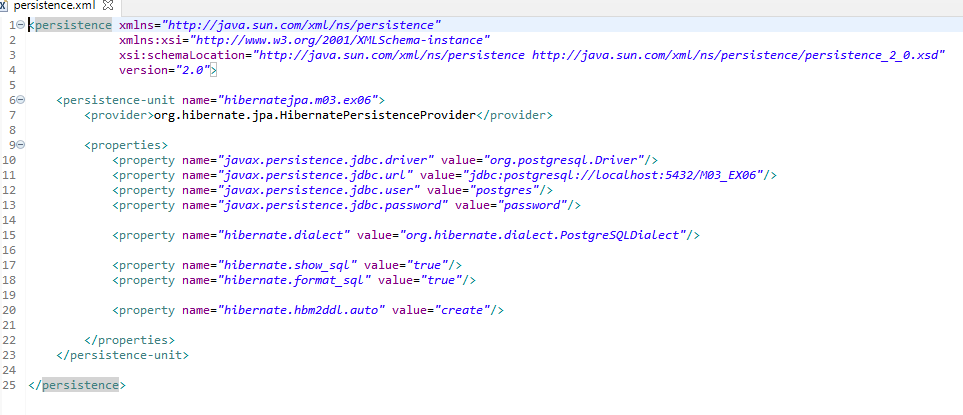 persistence.xml
1 <persistence xmlns="http://java.sun.com/xml/ns/persistence"
2 xmlns:xsi="http://www.w3.org/2001/XMLSchema-instance"
3 xsi:schemaLocation="http://java.sun.com/xml/ns/persistence http://java.sun.com/xml/ns/persistence/persistence_2_0.xsd"
4 version="2.0">
5
6 <persistence-unit name="hibernatejpa.m03.ex06">
7 <provider>org.hibernate.jpa.HibernatePersistenceProvider</provider>
8
9 <properties>
10 <property name="javax.persistence.jdbc.driver" value="org.postgresql.Driver"/>
11 <property name="javax.persistence.jdbc.url" value="jdbc:postgresql://localhost:5432/M03_EX06"/>
12 <property name="javax.persistence.jdbc.user" value="postgres"/>
13 <property name="javax.persistence.jdbc.password" value="password"/>
14
15 <property name="hibernate.dialect" value="org.hibernate.dialect.PostgreSQLDialect"/>
16
17 <property name="hibernate.show_sql" value="true"/>
18 <property name="hibernate.format_sql" value="true"/>
19
20 <property name="hibernate.hbm2ddl.auto" value="create"/>
21
22 </properties>
23 </persistence-unit>
24
25 </persistence>